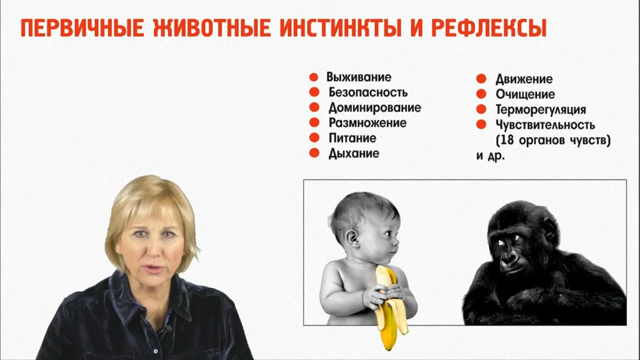 ПЕРВИЧНЫЕ ЖИВОТНЫЕ ИНСТИНКТЫ И РЕФЛЕКСЫ
Выживание
Безопасность
Доминирование
Размножение
Питание
Дыхание
Движение
Очищение
Терморегуляция
Чувствительность
(18 органов чувств)
и др.